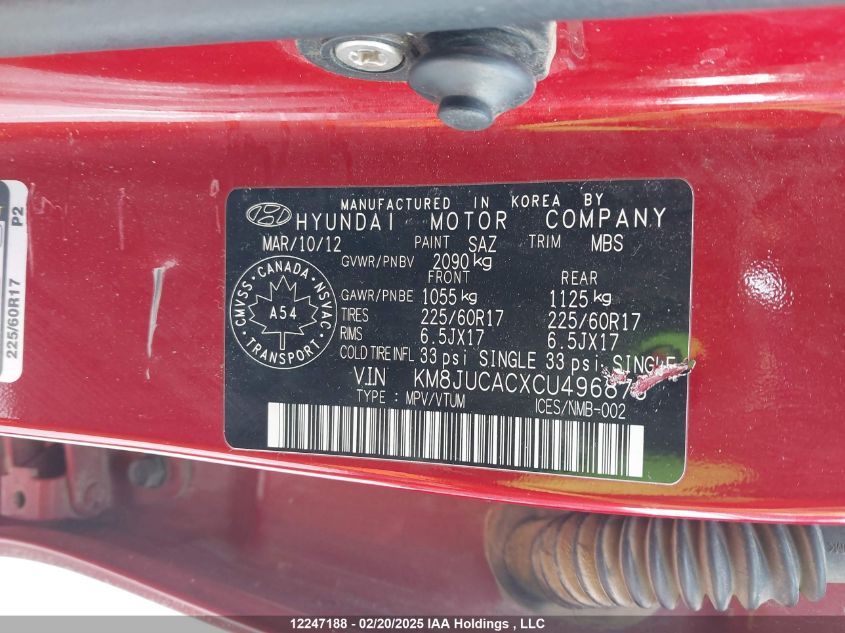 MANUFACTURED IN KOREA BY
HYUNDAI MOTOR COMPANY
MAR/10/12 PAINT SAZ TRIM MBS
GVWR/PNBV 2090 kg
FRONT REAR
GAWR/PNBE 1055 kg 1125 kg
TIRES 225/60R17 225/60R17
RIMS 6.5JX17 6.5JX17
COLD TIRE INFL 33 psi SINGLE 33 psi SINGLE
VIN
TYPE : MPV/VTUM ICES/NMB-002
CMVSS · CANADA · NSVAC
A54
· TRANSPORT ·
P2
225/60R17
12247188 - 02/20/2025 IAA Holdings , LLC